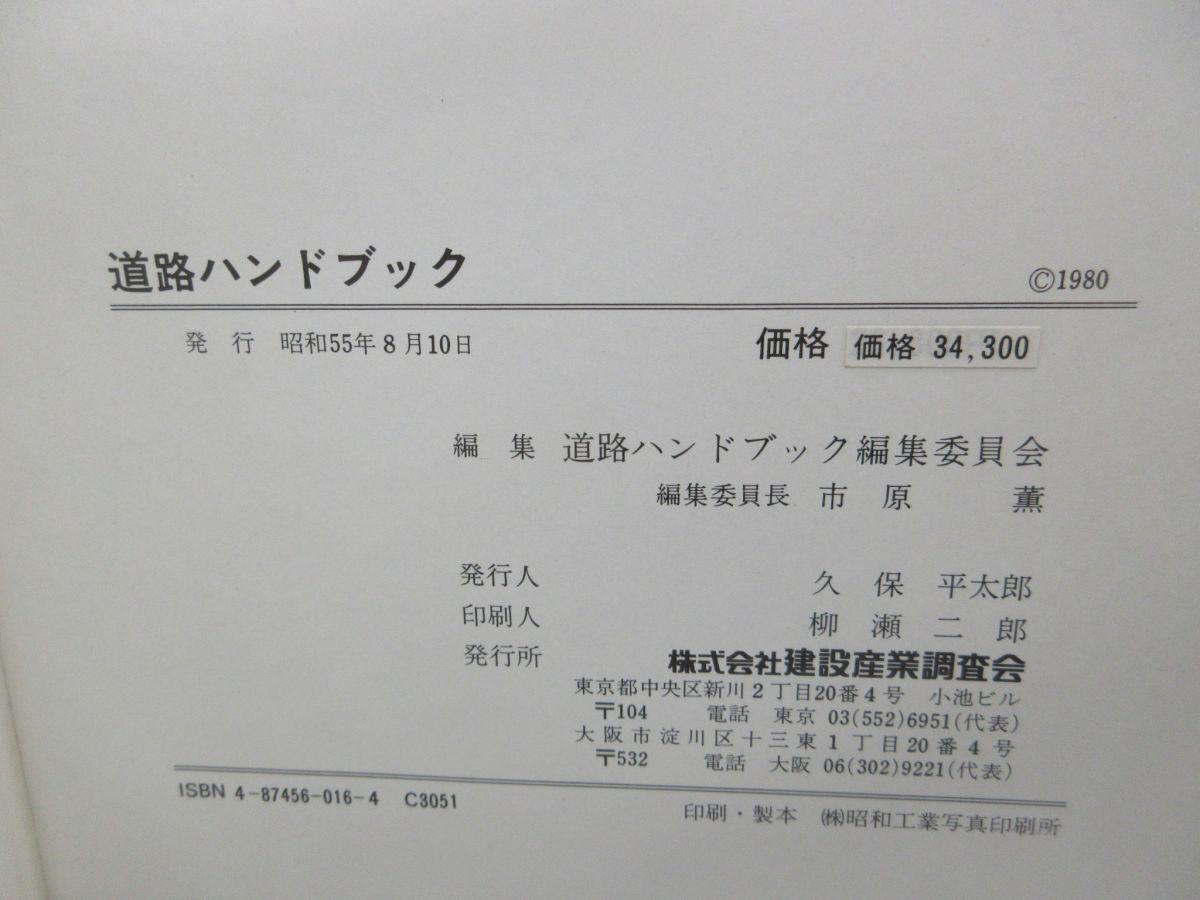 道路ハンドブック ©1980
発行 昭和55年8月10日 価格 価格 34,300
編集 道路ハンドブック編集委員会
編集委員長 市原 薫
発行人 久保 平太郎
印刷人 柳瀬二郎
発行所 株式会社建設産業調査会
東京都中央区新川2丁目20番4号 小池ビル
〒104 電話 東京 03(552)6951(代表)
大阪市淀川区十三東1丁目20番4号
〒532 電話 大阪 06(302)9221(代表)
ISBN 4-87456-016-4 C3051
印刷・製本 ㈱昭和工業写真印刷所